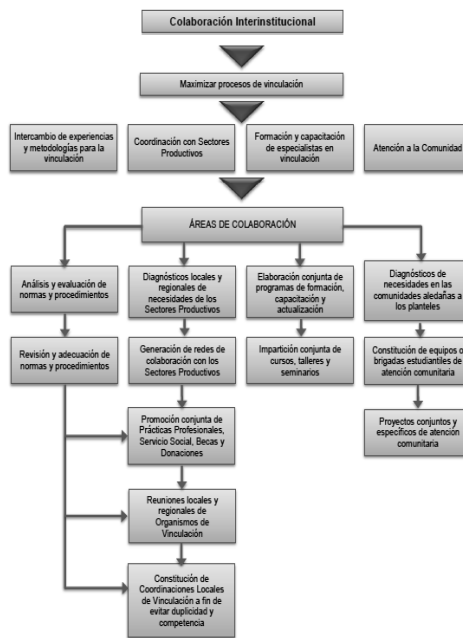 Colaboración Interinstitucional
Maximizar procesos de vinculación
Intercambio de experiencias
y metodologías para la
vinculación
Coordinación con Sectores
Productivos
Formación y capacitación
de especialistas en
vinculación
Atención a la Comunidad
ÁREAS DE COLABORACIÓN
Análisis y evaluación de
normas y procedimientos
Diagnósticos locales y
regionales de
necesidades de los
Sectores Productivos
Elaboración conjunta de
programas de formación,
capacitación y
actualización
Diagnósticos de
necesidades en las
comunidades aledañas a
los planteles
Revisión y adecuación de
normas y procedimientos
Generación de redes de
colaboración con los
Sectores Productivos
Impartición conjunta de
cursos, talleres y
seminarios
Constitución de equipos o
brigadas estudiantiles de
atención comunitaria
Promoción conjunta de
Prácticas Profesionales,
Servicio Social, Becas y
Donaciones
Proyectos conjuntos y
específicos de atención
comunitaria
Reuniones locales y
regionales de
Organismos de
Vinculación
Constitución de
Coordinaciones Locales
de Vinculación a fin de
evitar duplicidad y
competencia